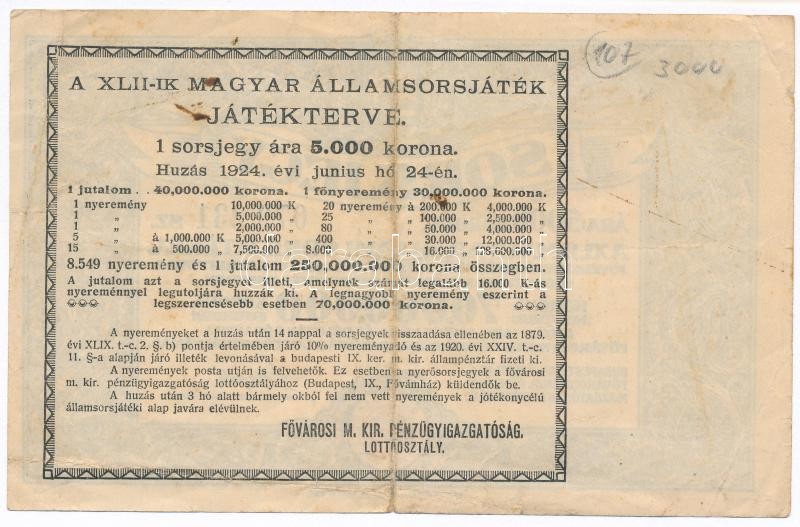 107
3000
A XLII-IK MAGYAR ÁLLAMSORSJÁTÉK
JÁTÉKTERVE.
1 sorsjegy ára 5.000 korona.
Huzás 1924. évi junius hó 24-én.
1 jutalom . . 40,000.000 korona. 1 főnyeremény 30,000.000 korona.
1 nyeremény 10,000.000 K 20 nyeremény à 200.000 K 4,000.000 K
1 „ 5,000.000 „ 25 „ „ 100.000 „ 2,500.000 „
1 „ 2,000.000 „ 80 „ „ 50.000 „ 4,000.000 „
5 „ à 1,000.000 K 5,000.000 „ 400 „ „ 30.000 „ 12,000.000 „
15 „ à 500.000 „ 7,500.000 „ 8.000 „ „ 16.000 „ 128,000.000 „
8.549 nyeremény és 1 jutalom 250,000.000 korona összegben.
A jutalom azt a sorsjegyet illeti, amelynek számát legalább 16.000 K-ás
nyereménnyel legutoljára huzzák ki. A legnagyobb nyeremény eszerint a
legszerencsésebb esetben 70,000.000 korona.
A nyereményeket a huzás után 14 nappal a sorsjegyek visszaadása ellenében az 1879.
évi XLIX. t.-c. 2. §. b) pontja értelmében járó 10% nyereményadó és az 1920. évi XXIV. t.-c.
11. §-a alapján járó illeték levonásával a budapesti IX. ker. m. kir. állampénztár fizeti ki.
A nyeremények posta utján is felvehetők. Ez esetben a nyerősorsjegyek a fővárosi
m. kir. pénzügyigazgatóság lottóosztályához (Budapest, IX., Fővámház) küldendők be.
A huzás után 3 hó alatt bármely okból fel nem vett nyeremények a jótékonycélú
államsorsjátéki alap javára elévülnek.
FŐVÁROSI M. KIR. PÉNZÜGYIGAZGATÓSÁG.
LOTTÓOSZTÁLY.
darabanth.com